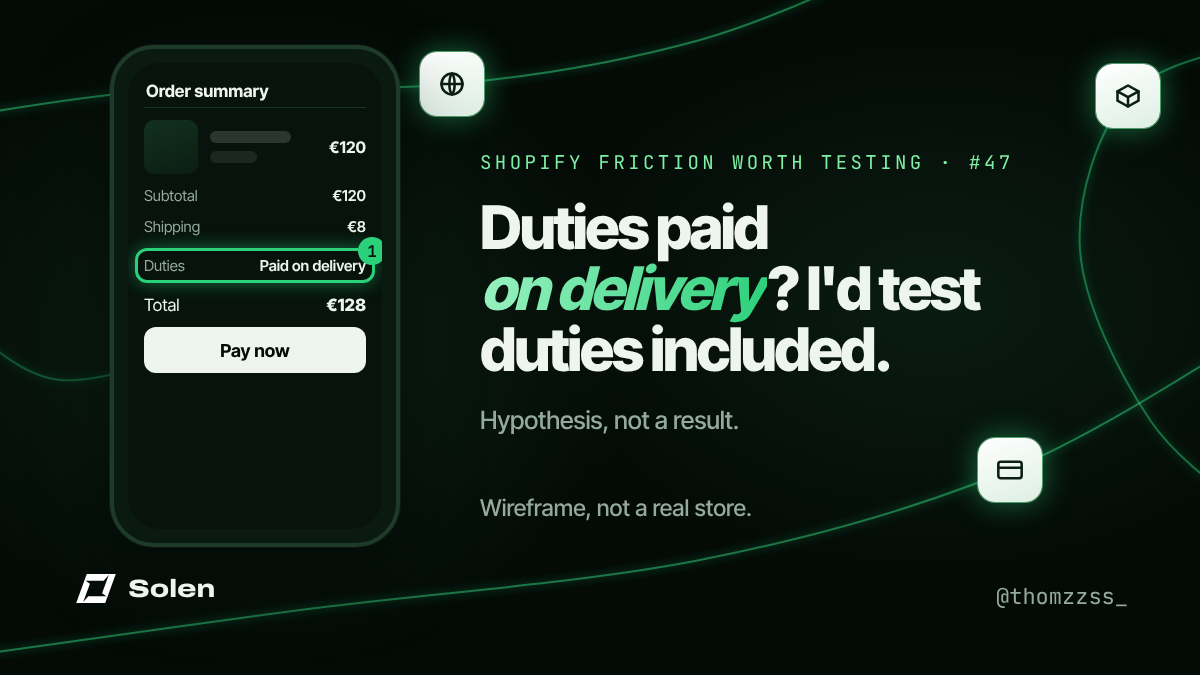 Order summary
€120
Subtotal €120
Shipping €8
1
Duties Paid on delivery
Total €128
Pay now
SHOPIFY FRICTION WORTH TESTING · #47
Duties paid
on delivery? I'd test
duties included.
Hypothesis, not a result.
Wireframe, not a real store.
Solen
@thomzzss_